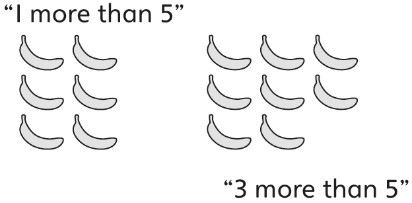 “1 more than 5”
“3 more than 5”